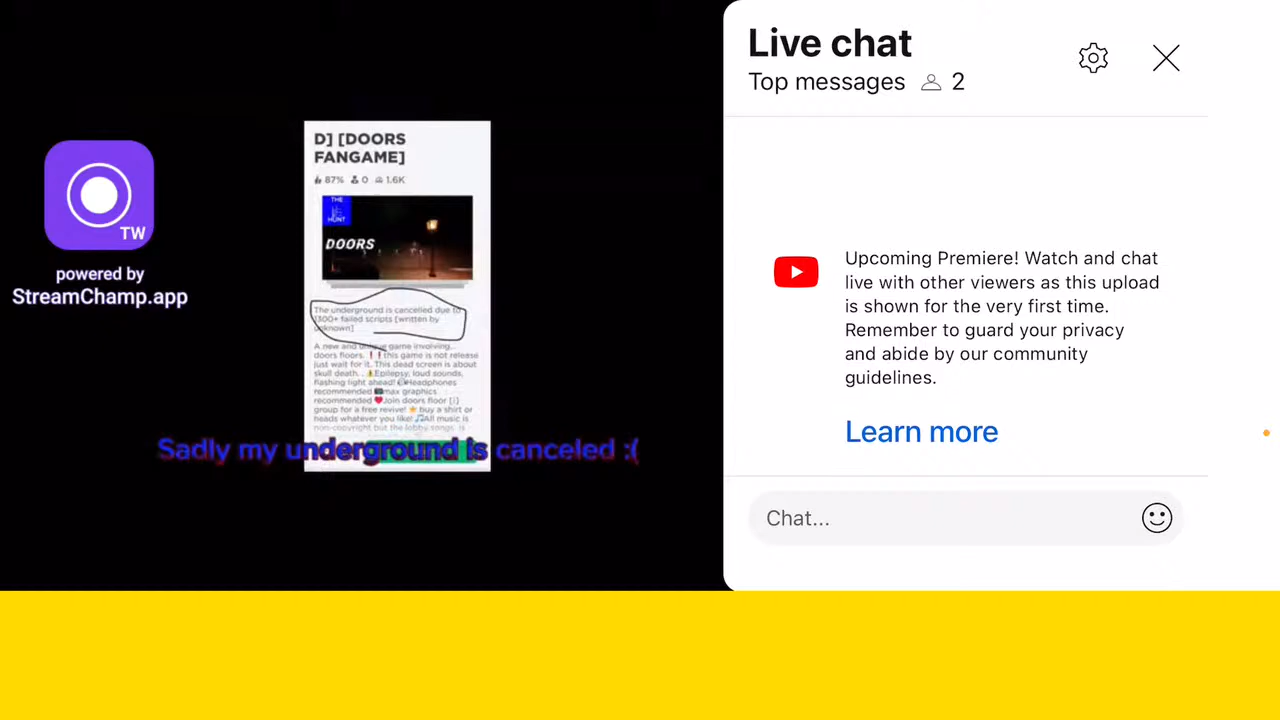 TW
powered by
StreamChamp.app
D] [DOORS
FANGAME]
87% 0 1.6K
THE
HUNT
DOORS
The underground is cancelled due to
1300+ failed scripts [written by
unknown]
A new and unique game involving...
doors floors. ❗❗this game is not release
just wait for it. This dead screen is about
skull death... ⚠️Epilepsy, loud sounds,
flashing light ahead! 🎧Headphones
recommended 📷max graphics
recommended ❤️Join doors floor [i]
group for a free revive! ⭐ buy a shirt or
heads whatever you like! 🎵All music is
non-copyright but the lobby songs, is
Sadly my underground is canceled :(
Live chat
Top messages 2
Upcoming Premiere! Watch and chat
live with other viewers as this upload
is shown for the very first time.
Remember to guard your privacy
and abide by our community
guidelines.
Learn more
Chat...